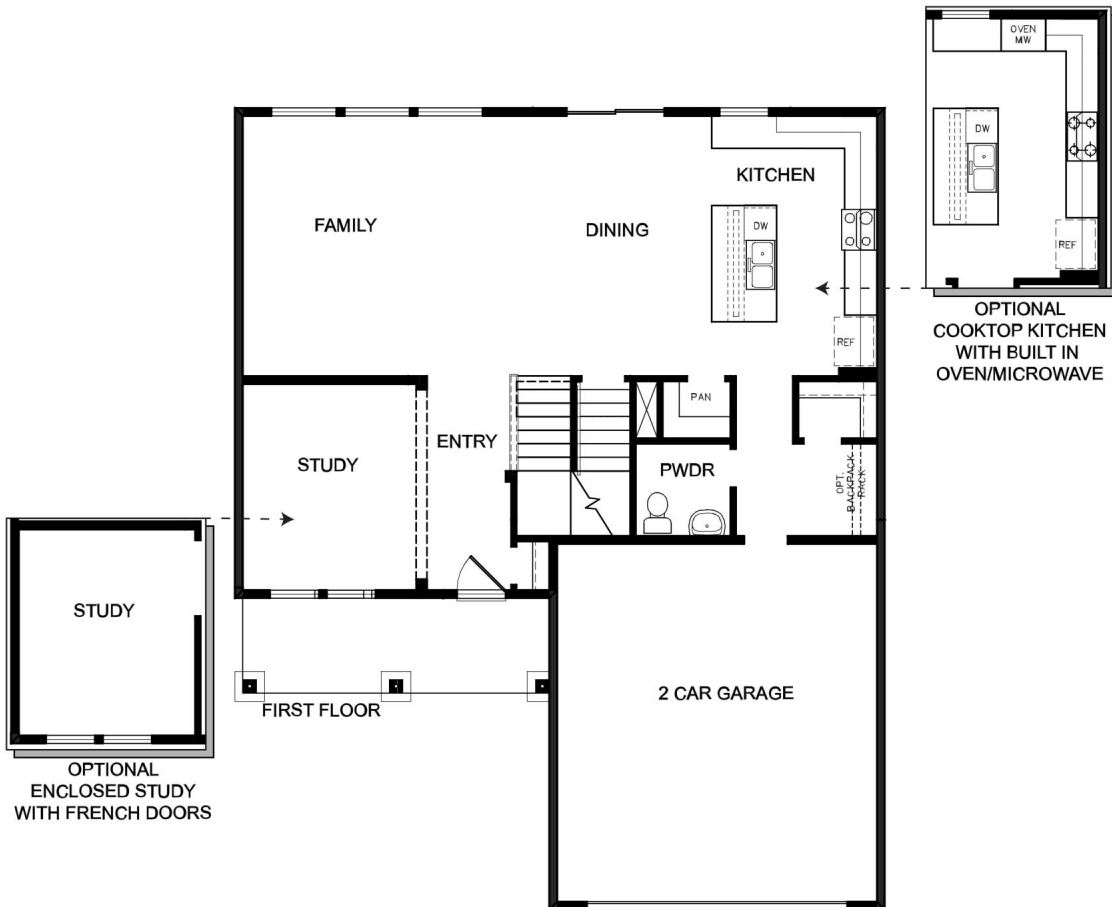 OVEN
MW
DW
REF
OPTIONAL
COOKTOP KITCHEN
WITH BUILT IN
OVEN/MICROWAVE
KITCHEN
FAMILY
DINING
DW
REF
PAN
ENTRY
STUDY
PWDR
OPT.
BACKPACK
RACK
STUDY
OPTIONAL
ENCLOSED STUDY
WITH FRENCH DOORS
2 CAR GARAGE
FIRST FLOOR